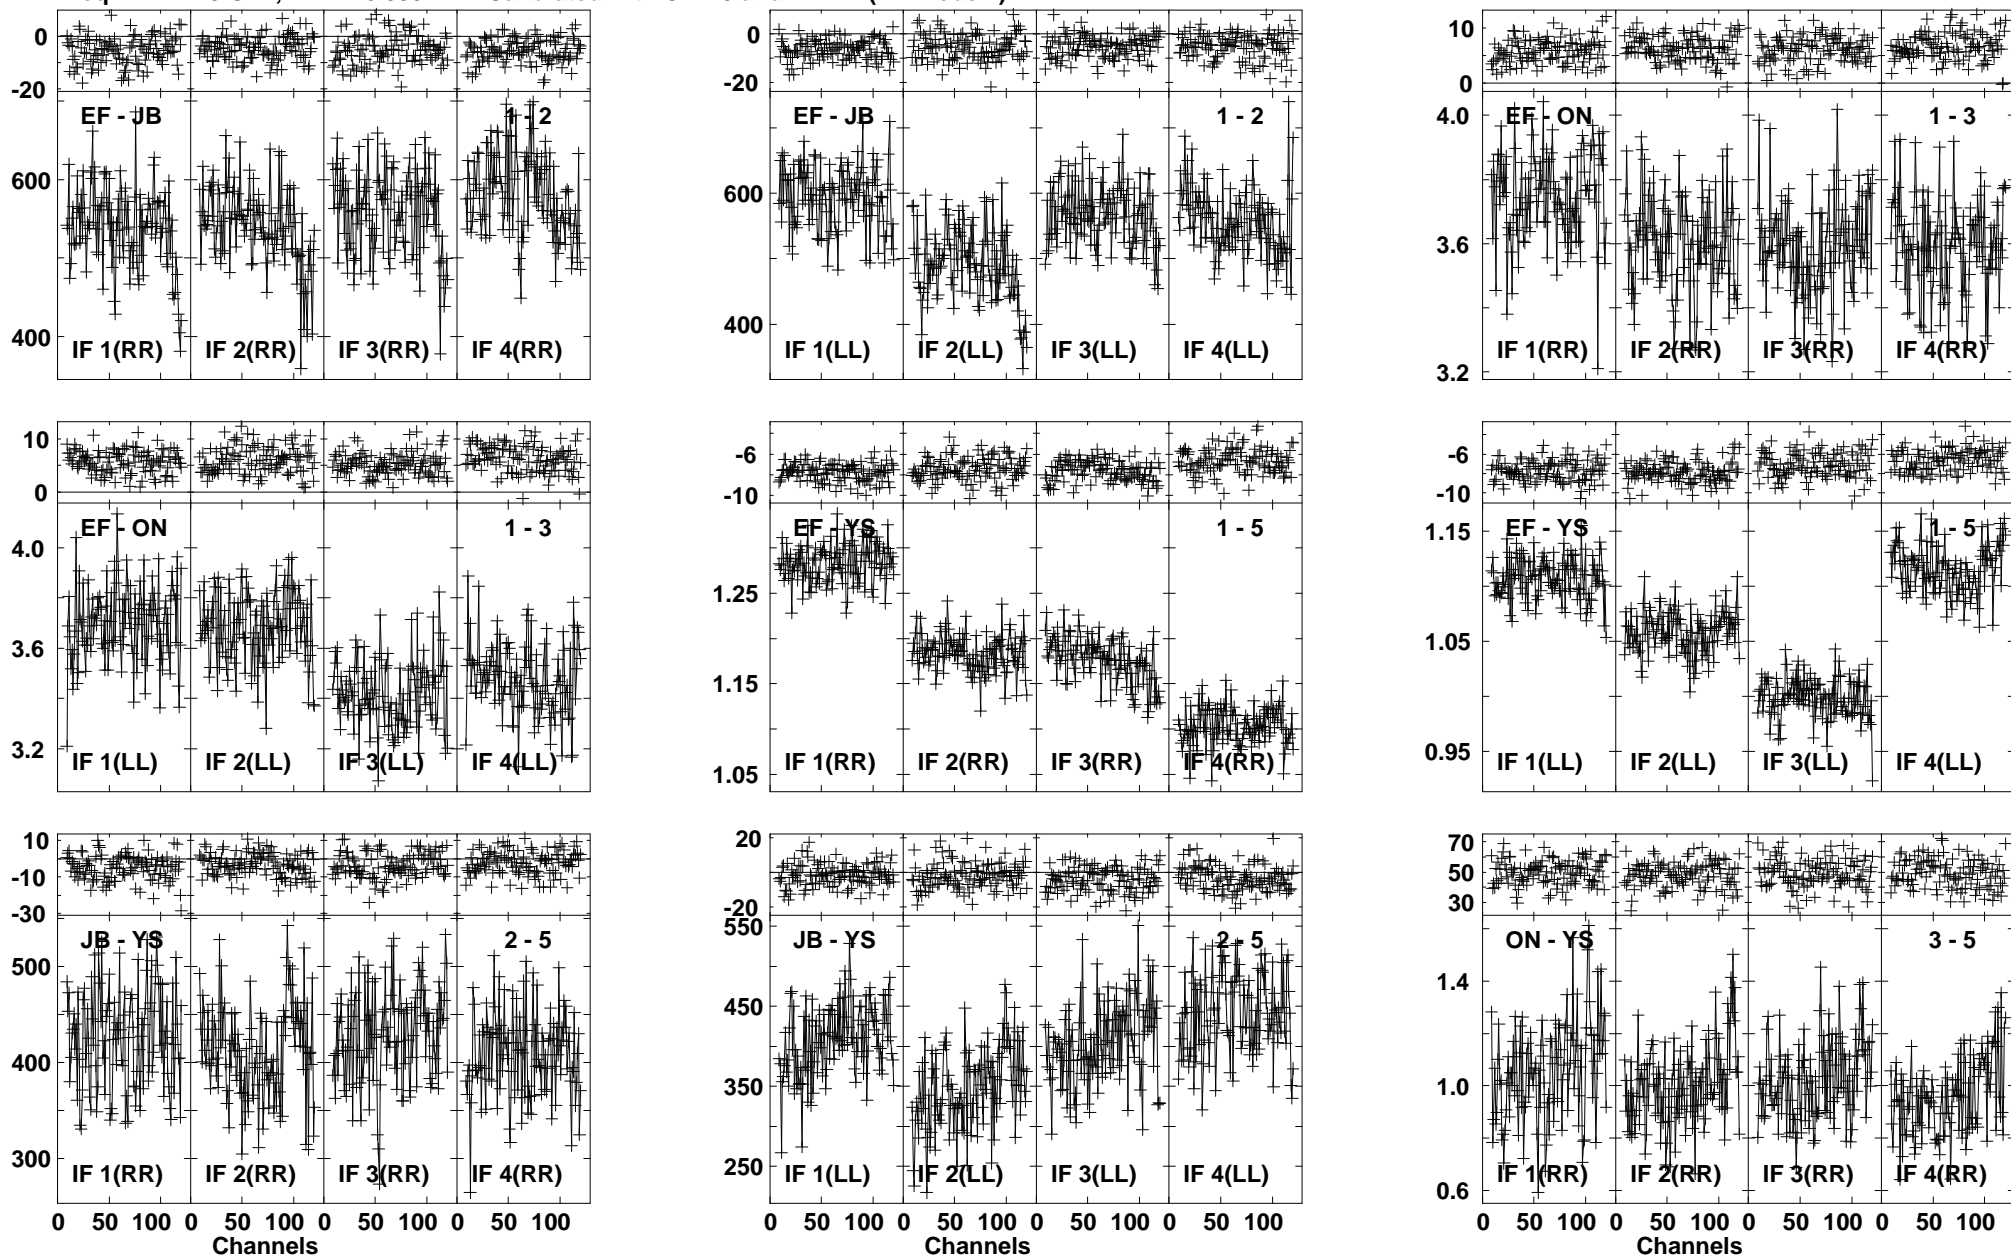 0 0 10
-20 -20 0
EF - JB 1 - 2 EF - JB 1 - 2 EF - ON 1 - 3
4.0
600 600 3.6
400 400 3.2
IF 1(RR) IF 2(RR) IF 3(RR) IF 4(RR) IF 1(LL) IF 2(LL) IF 3(LL) IF 4(LL) IF 1(RR) IF 2(RR) IF 3(RR) IF 4(RR)
10 -6 -6
0 -10 -10
EF - ON 1 - 3 EF - YS 1 - 5 EF - YS 1 - 5
4.0 1.25 1.15
3.6 1.15 1.05
3.2 1.05 0.95
IF 1(LL) IF 2(LL) IF 3(LL) IF 4(LL) IF 1(RR) IF 2(RR) IF 3(RR) IF 4(RR) IF 1(LL) IF 2(LL) IF 3(LL) IF 4(LL)
10 20 70
-10 50
-30 -20 30
JB - YS 2 - 5 JB - YS 2 - 5 ON - YS 3 - 5
500 550 1.4
400 450 1.0
350
300 250 0.6
IF 1(RR) IF 2(RR) IF 3(RR) IF 4(RR) IF 1(LL) IF 2(LL) IF 3(LL) IF 4(LL) IF 1(RR) IF 2(RR) IF 3(RR) IF 4(RR)
0 50 100 0 50 100 0 50 100 0 50 100 0 50 100 0 50 100 0 50 100 0 50 100 0 50 100 0 50 100 0 50 100 0 50 100
Channels Channels Channels